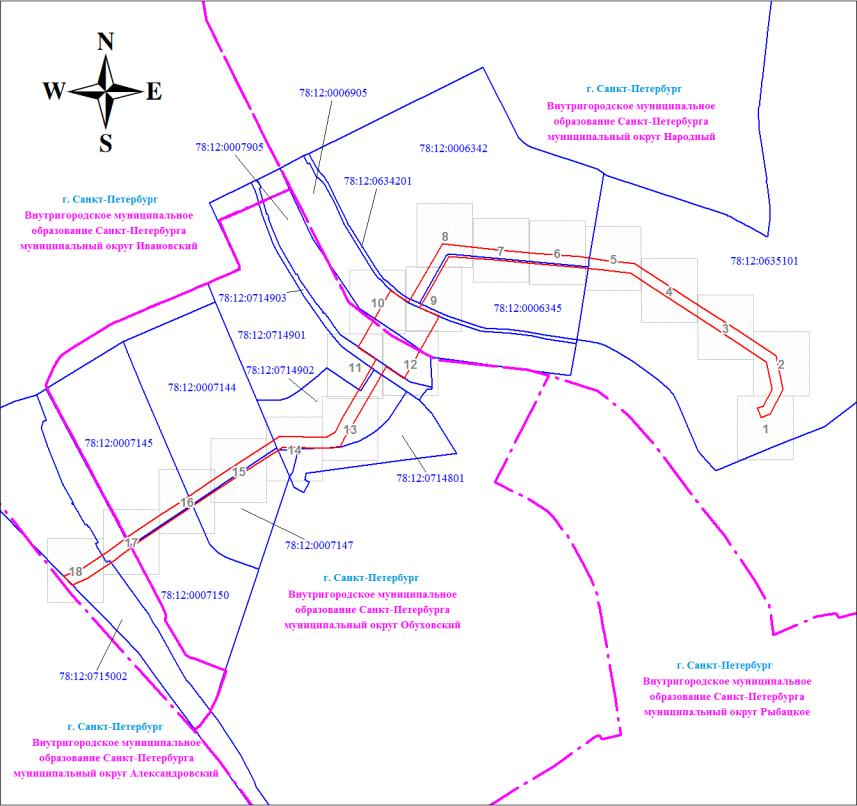 N
W
E
S
78:12:0006905
г. Санкт-Петербург
Внутригородское муниципальное
образование Санкт-Петербурга
муниципальный округ Народный
78:12:0007905
78:12:0006342
78:12:0634201
г. Санкт-Петербург
Внутригородское муниципальное
образование Санкт-Петербурга
муниципальный округ Ивановский
8
7
6
5
78:12:0635101
4
78:12:0714903
10
9
78:12:0006345
3
78:12:0714901
2
11
12
78:12:0714902
78:12:0007144
1
13
78:12:0007145
14
15
78:12:0714801
16
17
78:12:0007147
18
78:12:0007150
г. Санкт-Петербург
Внутригородское муниципальное
образование Санкт-Петербурга
муниципальный округ Обуховский
78:12:0715002
г. Санкт-Петербург
Внутригородское муниципальное
образование Санкт-Петербурга
муниципальный округ Рыбацкое
г. Санкт-Петербург
Внутригородское муниципальное
образование Санкт-Петербурга
муниципальный округ Александровский